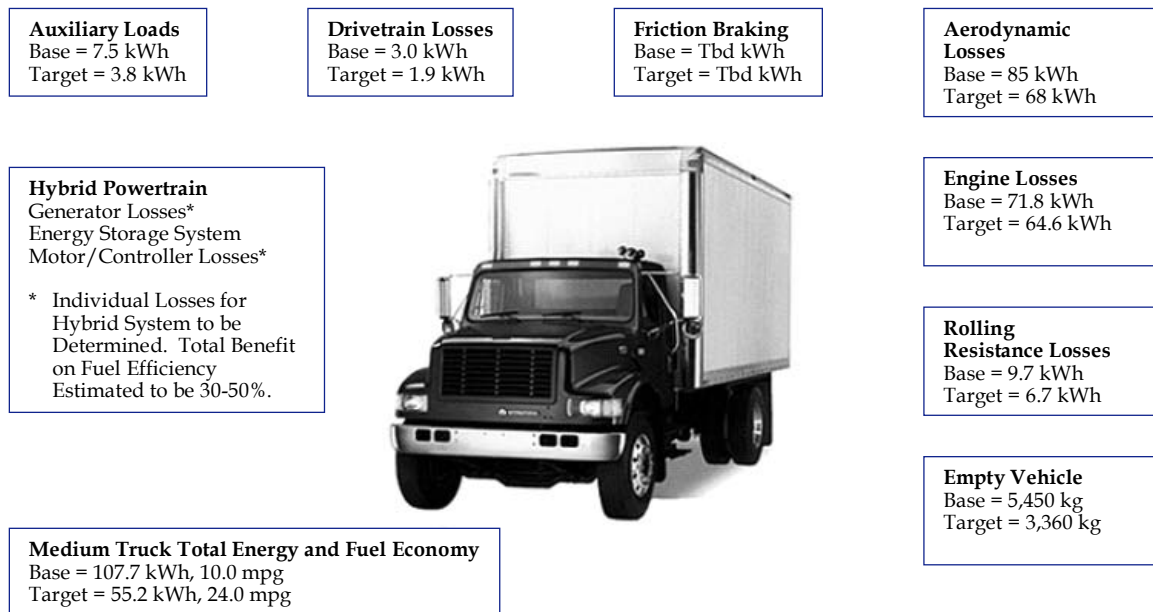 Auxiliary Loads
Base = 7.5 kWh
Target = 3.8 kWh
Drivetrain Losses
Base = 3.0 kWh
Target = 1.9 kWh
Friction Braking
Base = Tbd kWh
Target = Tbd kWh
Aerodynamic
Losses
Base = 85 kWh
Target = 68 kWh
Hybrid Powertrain
Generator Losses*
Energy Storage System
Motor/Controller Losses*
* Individual Losses for
Hybrid System to be
Determined. Total Benefit
on Fuel Efficiency
Estimated to be 30-50%.
Engine Losses
Base = 71.8 kWh
Target = 64.6 kWh
Rolling
Resistance Losses
Base = 9.7 kWh
Target = 6.7 kWh
Empty Vehicle
Base = 5,450 kg
Target = 3,360 kg
Medium Truck Total Energy and Fuel Economy
Base = 107.7 kWh, 10.0 mpg
Target = 55.2 kWh, 24.0 mpg